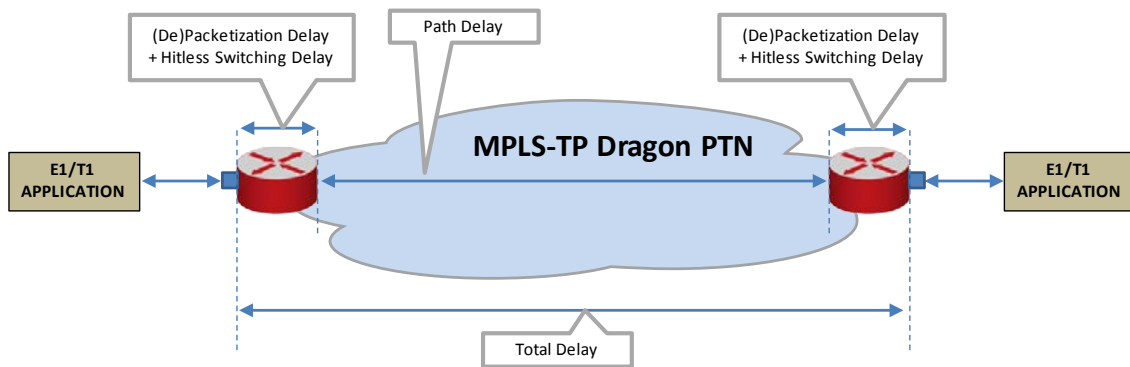 (De)Packetization Delay
+ Hitless Switching Delay
Path Delay
(De)Packetization Delay
+ Hitless Switching Delay
MPLS-TP Dragon PTN
E1/T1
APPLICATION
E1/T1
APPLICATION
Total Delay